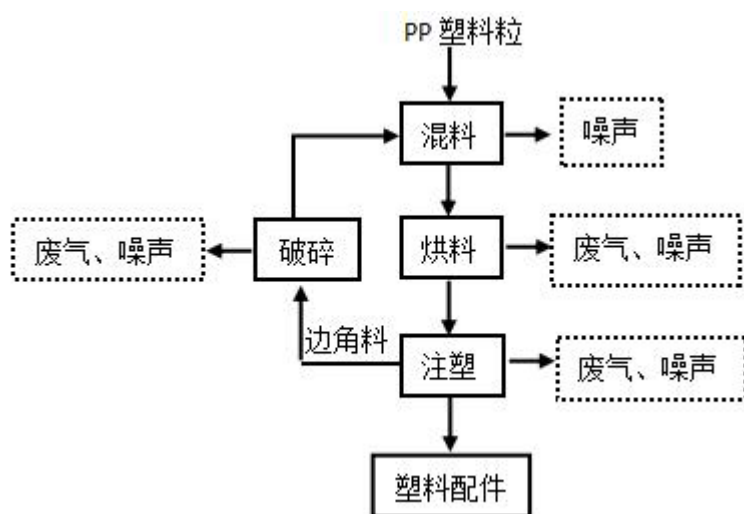 PP 塑料粒
混料
噪声
废气、噪声
破碎
烘料
废气、噪声
边角料
注塑
废气、噪声
塑料配件